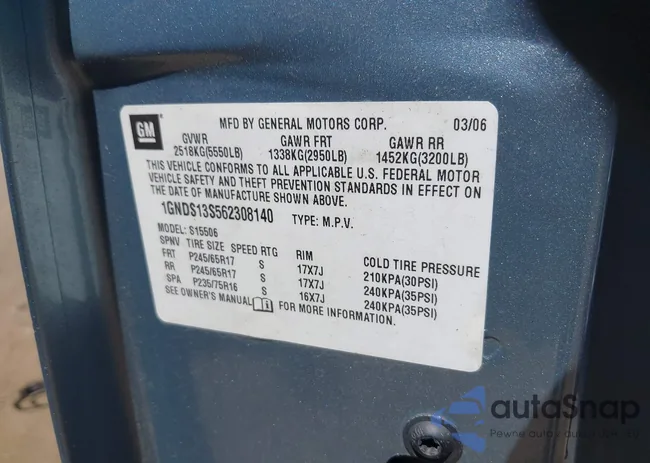 GM
MFD BY GENERAL MOTORS CORP. 03/06
GVWR GAWR FRT GAWR RR
2518KG(5550LB) 1338KG(2950LB) 1452KG(3200LB)
THIS VEHICLE CONFORMS TO ALL APPLICABLE U.S. FEDERAL MOTOR
VEHICLE SAFETY AND THEFT PREVENTION STANDARDS IN EFFECT ON
THE DATE OF MANUFACTURE SHOWN ABOVE.
1GNDS13S562308140 TYPE: M.P.V.
MODEL: S15506
SPNV TIRE SIZE SPEED RTG RIM COLD TIRE PRESSURE
FRT P245/65R17 S 17X7J 210KPA(30PSI)
RR P245/65R17 S 17X7J 240KPA(35PSI)
SPA P235/75R16 S 16X7J 240KPA(35PSI)
SEE OWNER'S MANUAL FOR MORE INFORMATION.
autaSnap
Pewne auto